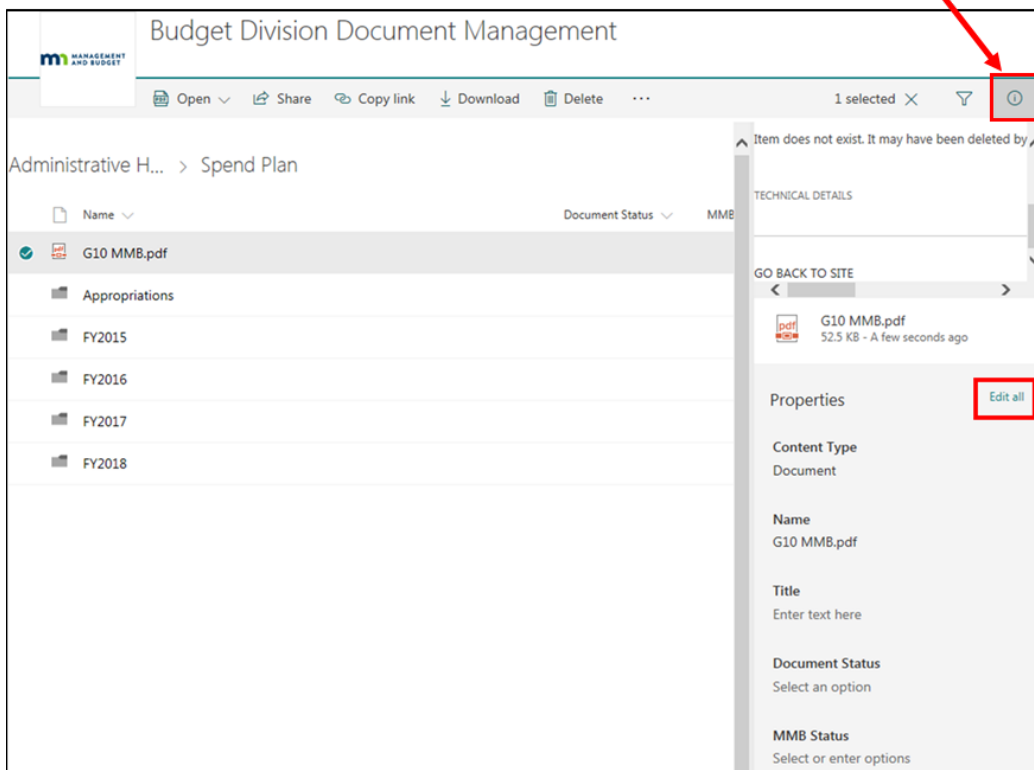 Budget Division Document Management
mn MANAGEMENT
AND BUDGET
Open Share Copy link Download Delete ... 1 selected
Item does not exist. It may have been deleted by
Administrative H... > Spend Plan
TECHNICAL DETAILS
Name Document Status MMB
G10 MMB.pdf
Appropriations
FY2015
FY2016
FY2017
FY2018
GO BACK TO SITE
pdf
G10 MMB.pdf
52.5 KB - A few seconds ago
Properties Edit all
Content Type
Document
Name
G10 MMB.pdf
Title
Enter text here
Document Status
Select an option
MMB Status
Select or enter options